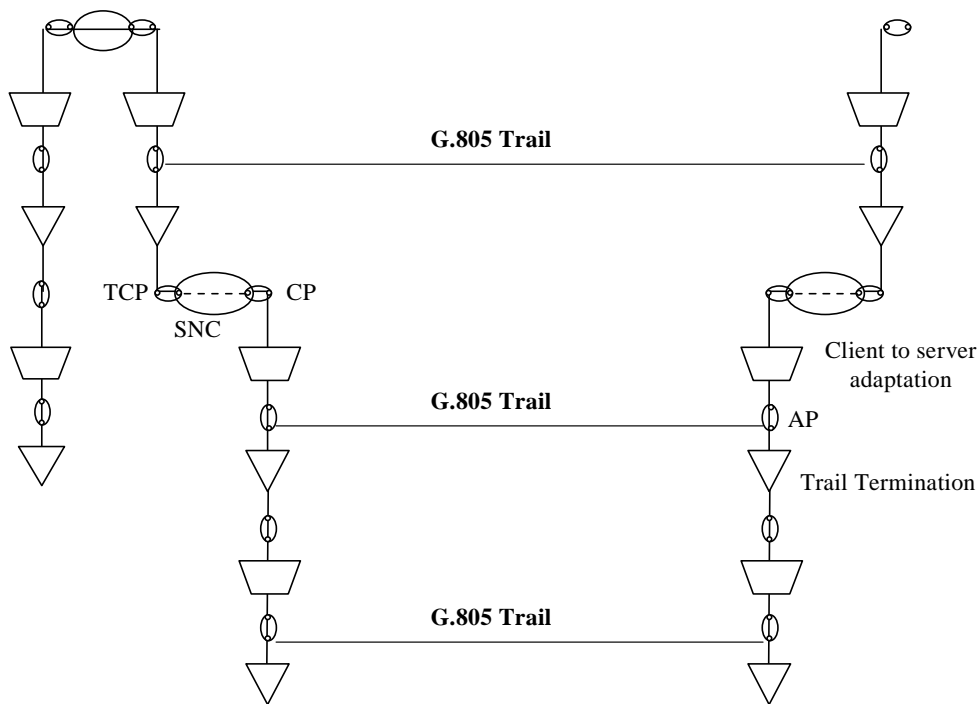 G.805 Trail
TCP
CP
SNC
Client to server
adaptation
G.805 Trail
AP
Trail Termination
G.805 Trail